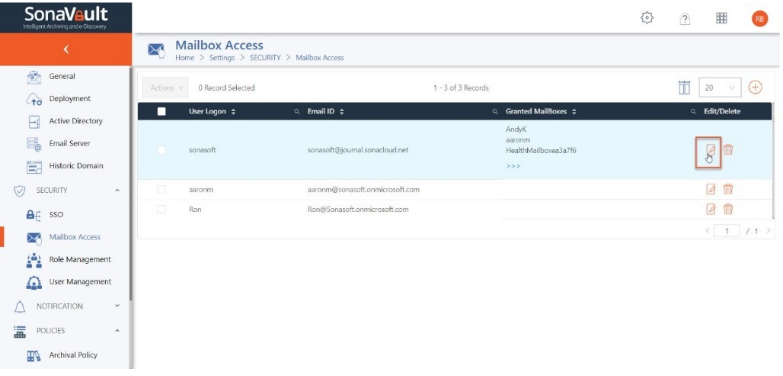 SonaVault
Intelligent Archiving and e-Discovery
RE
Mailbox Access
Home > Settings > SECURITY > Mailbox Access
General
Deployment
Active Directory
Email Server
Historic Domain
SECURITY
SSO
Mailbox Access
Role Management
User Management
NOTIFICATION
POLICIES
Archival Policy
Actions
0 Record Selected
1 - 3 of 3 Records
20
User Logon
Email ID
Granted MailBoxes
Edit/Delete
sonasoft
sonasoft@journal.sonacloud.net
AndyK
aaronm
HealthMailboxea3a7f6
>>>
aaronm
aaronm@sonasoft.onmicrosoft.com
Ron
Ron@Sonasoft.onmicrosoft.com
< 1 / 1 >